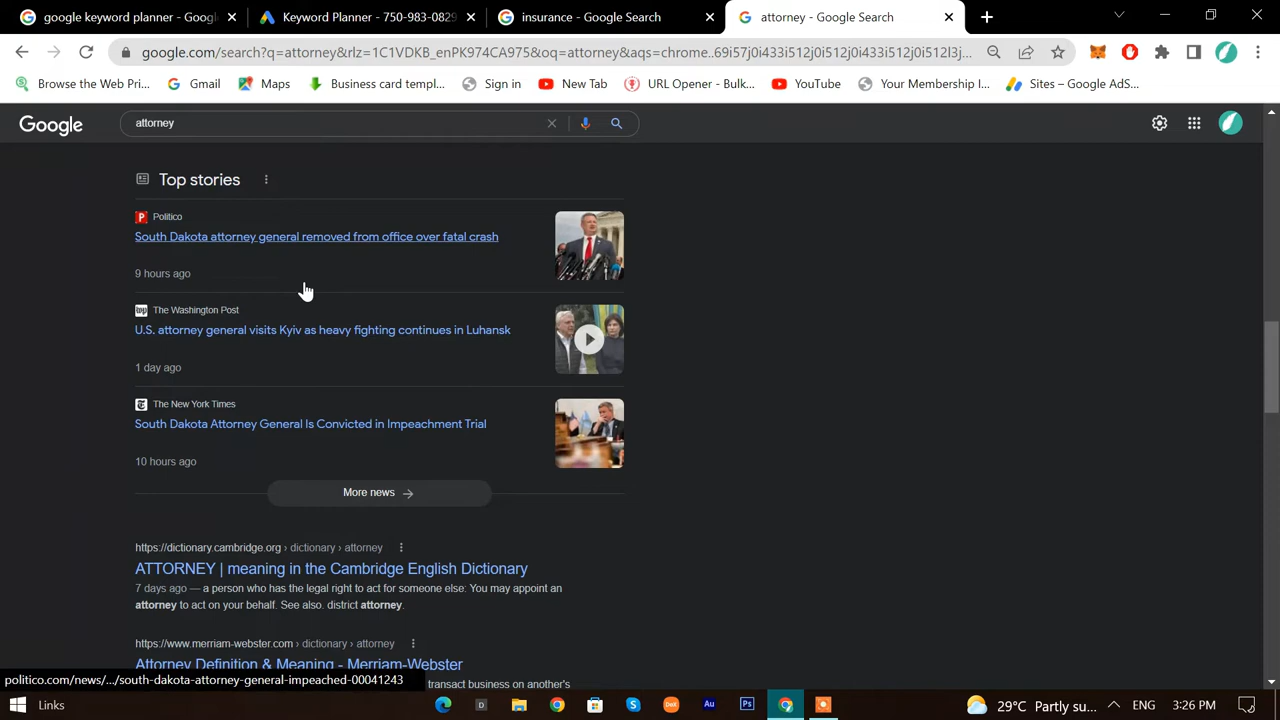 google keyword planner - Googl
Keyword Planner - 750-983-0829
insurance - Google Search
attorney - Google Search
google.com/search?q=attorney&rlz=1C1VDKB_enPK974CA975&oq=attorney&aqs=chrome..69i57j0i433i512j0i512j0i433i512j0i512l3j...
Browse the Web Pri...
Gmail
Maps
Business card templ...
Sign in
New Tab
URL Opener - Bulk...
YouTube
Your Membership I...
Sites – Google AdS...
Google
attorney
Top stories
Politico
South Dakota attorney general removed from office over fatal crash
9 hours ago
The Washington Post
U.S. attorney general visits Kyiv as heavy fighting continues in Luhansk
1 day ago
The New York Times
South Dakota Attorney General Is Convicted in Impeachment Trial
10 hours ago
More news
https://dictionary.cambridge.org › dictionary › attorney
ATTORNEY | meaning in the Cambridge English Dictionary
7 days ago — a person who has the legal right to act for someone else: You may appoint an
attorney to act on your behalf. See also. district attorney.
https://www.merriam-webster.com › dictionary › attorney
Attorney Definition & Meaning - Merriam-Webster
politico.com/news/.../south-dakota-attorney-general-impeached-00041243
transact business on another's
Links
29°C Partly su...
ENG
3:26 PM